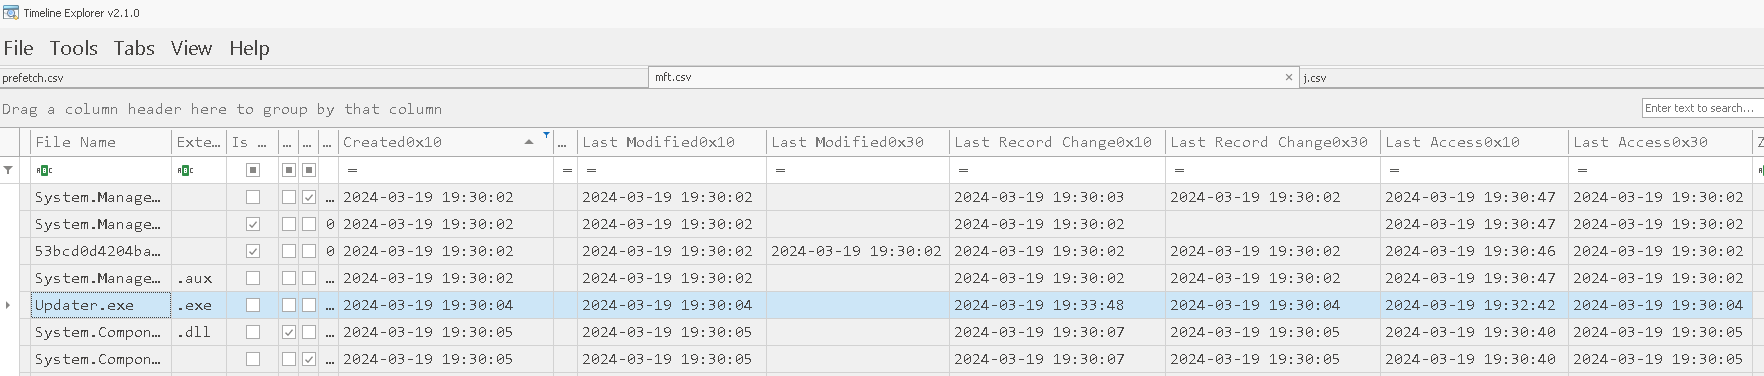 Timeline Explorer v2.1.0
File Tools Tabs View Help
prefetch.csv mft.csv × j.csv
Drag a column header here to group by that column
Enter text to search...
File Name Exte... Is ... ... ... ... Created0x10 ... Last Modified0x10 Last Modified0x30 Last Record Change0x10 Last Record Change0x30 Last Access0x10 Last Access0x30 Z
= = = = = = = =
System.Manage... ... 2024-03-19 19:30:02 2024-03-19 19:30:02 2024-03-19 19:30:03 2024-03-19 19:30:02 2024-03-19 19:30:47 2024-03-19 19:30:02
System.Manage... 0 2024-03-19 19:30:02 2024-03-19 19:30:02 2024-03-19 19:30:02 2024-03-19 19:30:47 2024-03-19 19:30:02
53bcd0d4204ba... 0 2024-03-19 19:30:02 2024-03-19 19:30:02 2024-03-19 19:30:02 2024-03-19 19:30:02 2024-03-19 19:30:02 2024-03-19 19:30:46 2024-03-19 19:30:02
System.Manage... .aux ... 2024-03-19 19:30:02 2024-03-19 19:30:02 2024-03-19 19:30:02 2024-03-19 19:30:02 2024-03-19 19:30:47 2024-03-19 19:30:02
Updater.exe .exe ... 2024-03-19 19:30:04 2024-03-19 19:30:04 2024-03-19 19:33:48 2024-03-19 19:30:04 2024-03-19 19:32:42 2024-03-19 19:30:04
System.Compon... .dll ... 2024-03-19 19:30:05 2024-03-19 19:30:05 2024-03-19 19:30:07 2024-03-19 19:30:05 2024-03-19 19:30:40 2024-03-19 19:30:05
System.Compon... ... 2024-03-19 19:30:05 2024-03-19 19:30:05 2024-03-19 19:30:07 2024-03-19 19:30:05 2024-03-19 19:30:40 2024-03-19 19:30:05